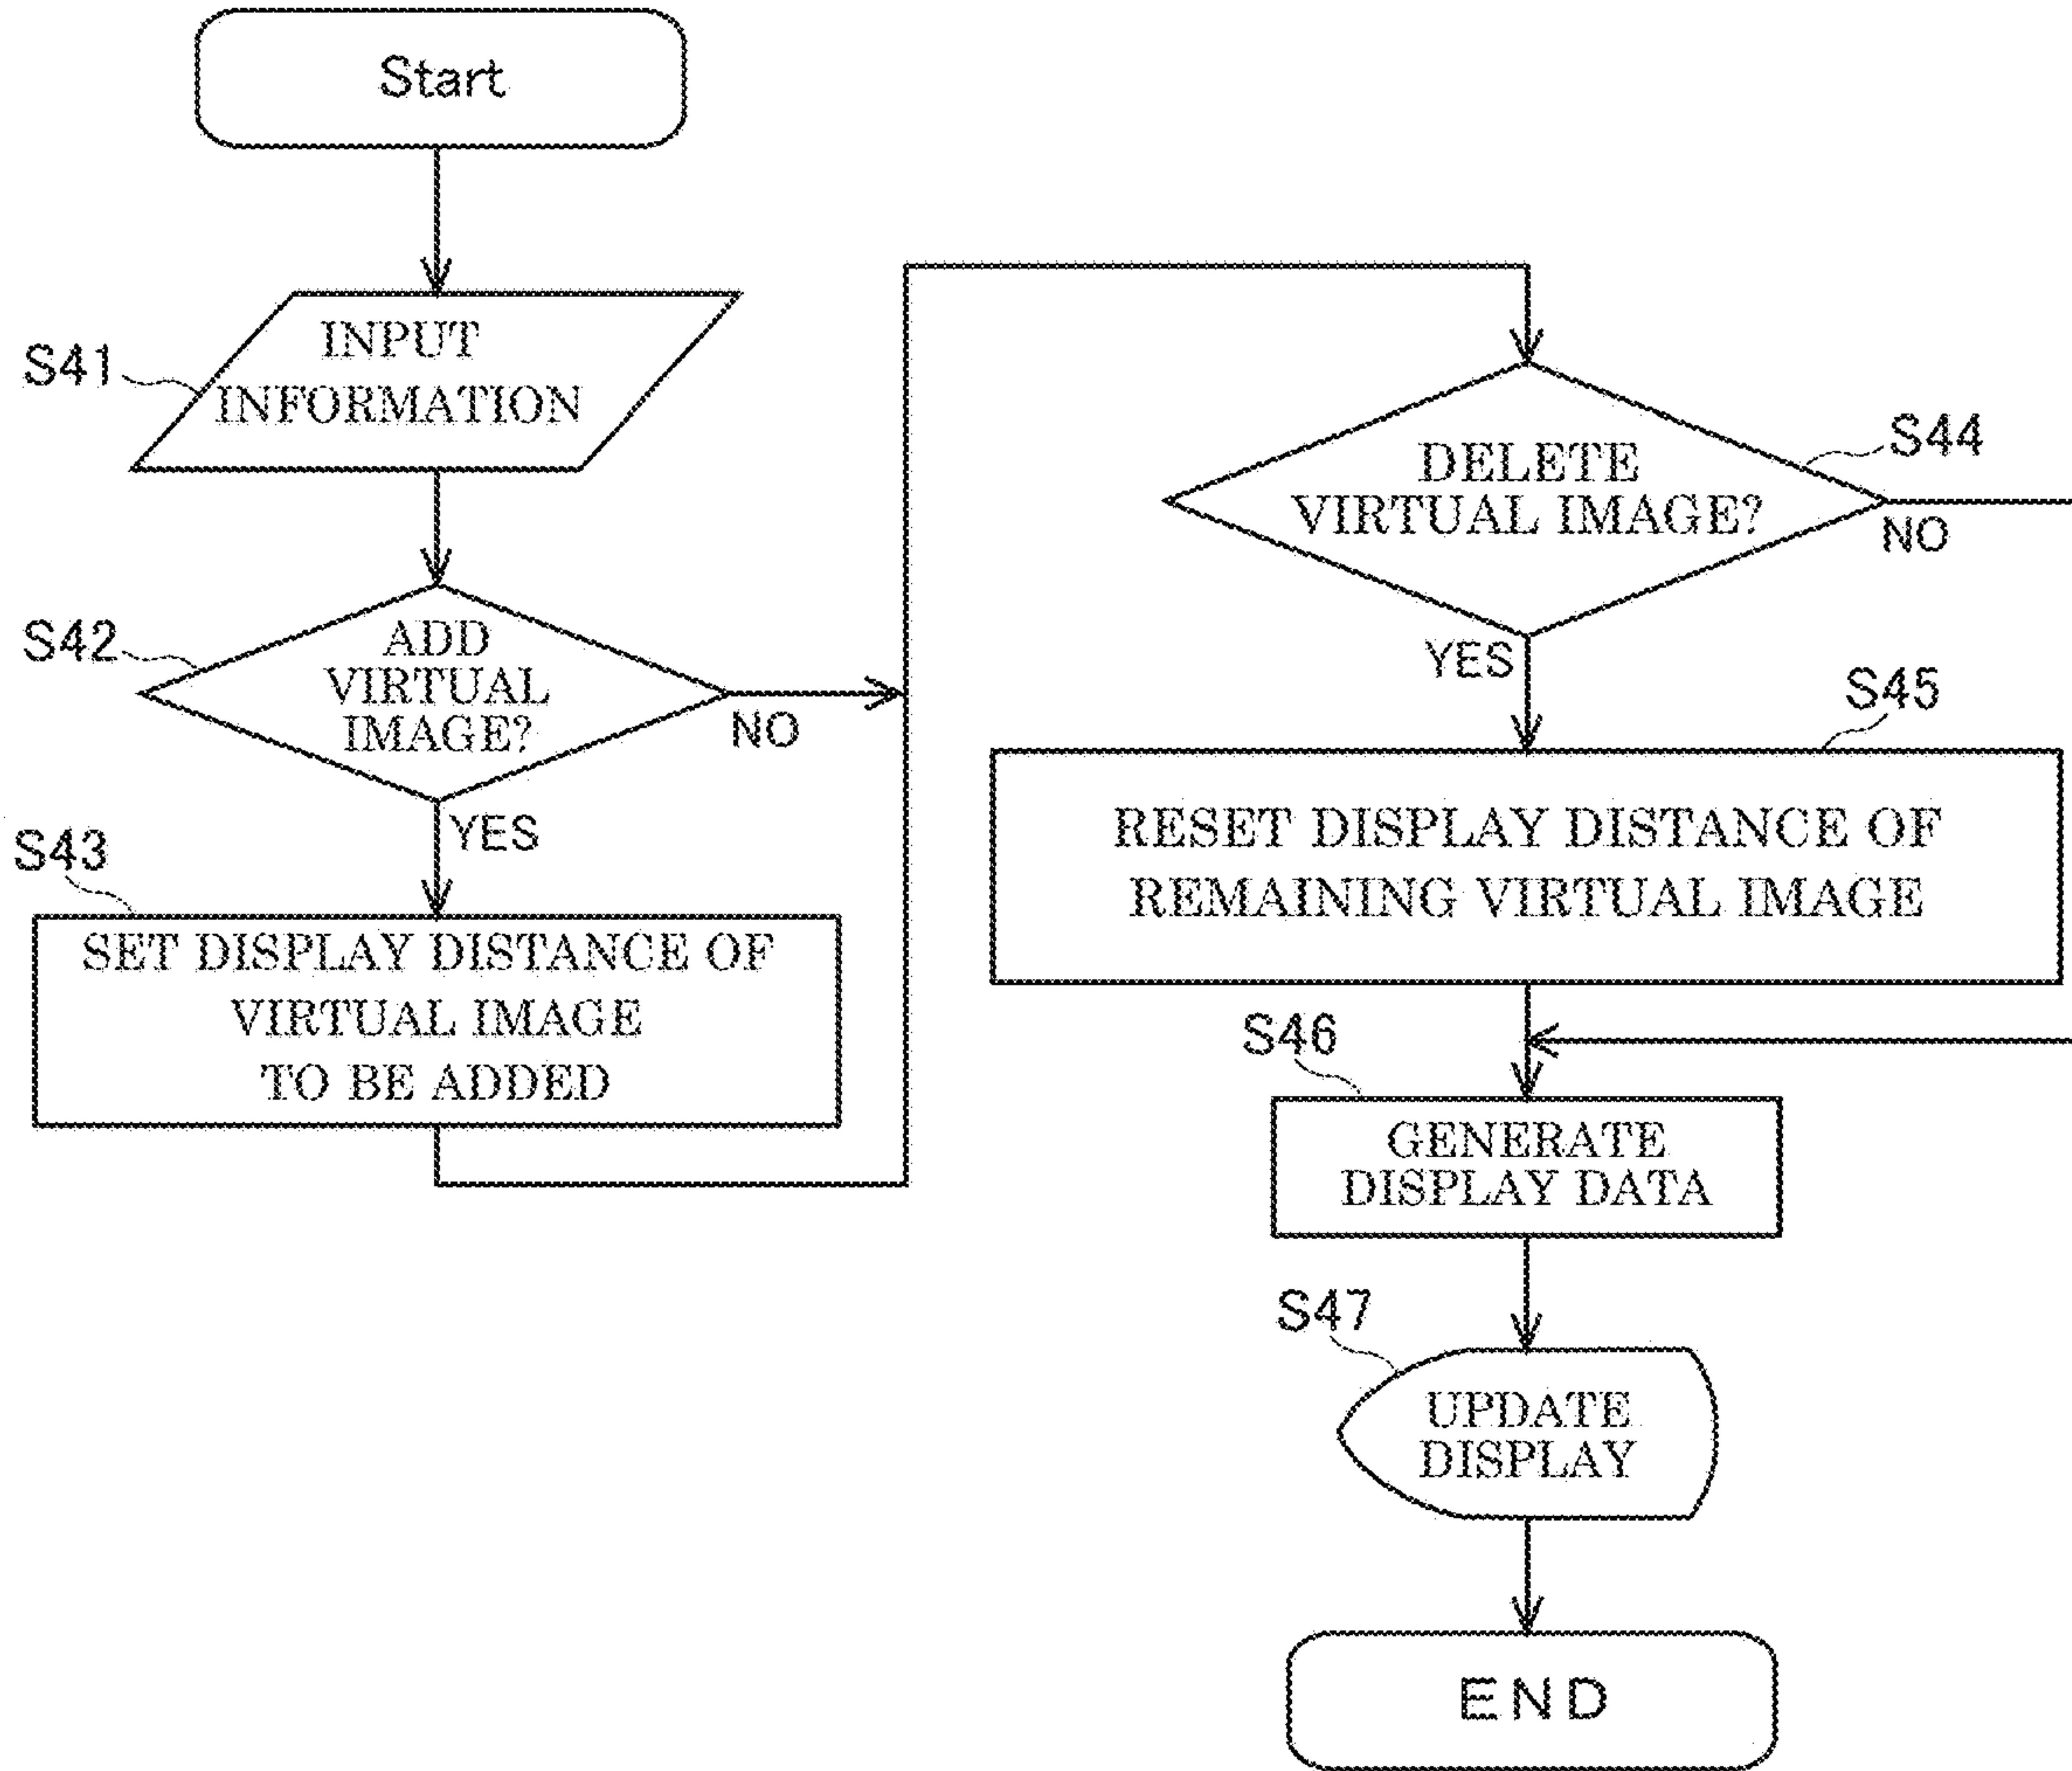 Start
S41
INPUT
INFORMATION
S42
ADD
VIRTUAL
IMAGE?
NO
YES
S43
SET DISPLAY DISTANCE OF
VIRTUAL IMAGE
TO BE ADDED
S44
DELETE
VIRTUAL IMAGE?
NO
YES
S45
RESET DISPLAY DISTANCE OF
REMAINING VIRTUAL IMAGE
S46
GENERATE
DISPLAY DATA
S47
UPDATE
DISPLAY
END